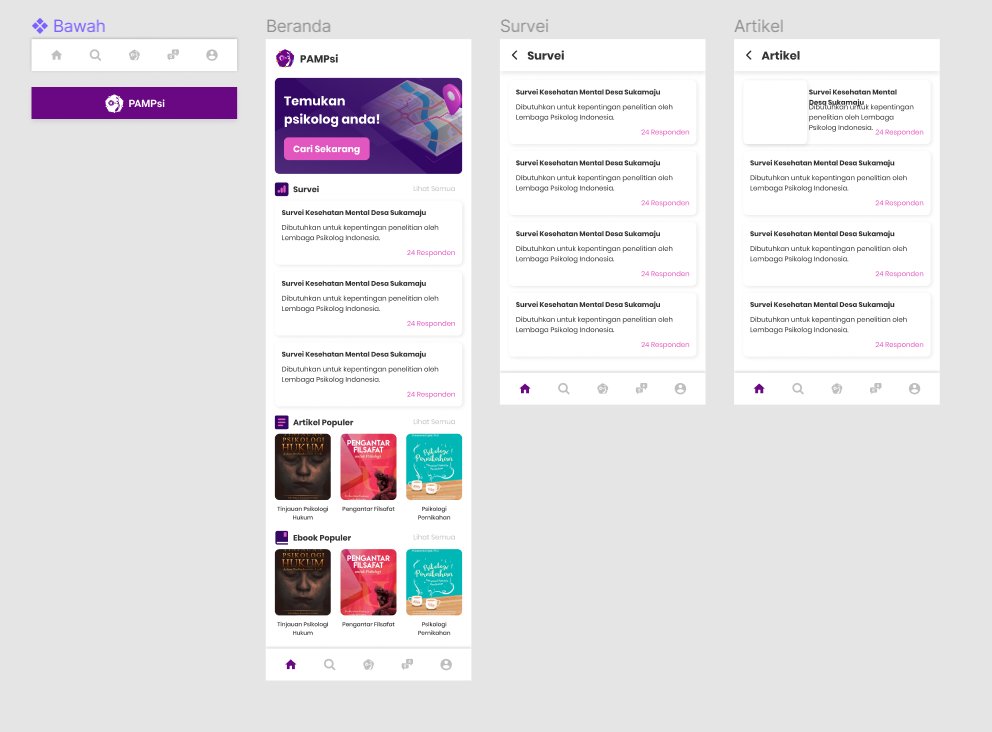 Bawah
PAMPsi
Beranda
PAMPsi
Temukan
psikolog anda!
Cari Sekarang
Survei
Lihat Semua
Survei Kesehatan Mental Desa Sukamaju
Dibutuhkan untuk kepentingan penelitian oleh
Lembaga Psikolog Indonesia.
24 Responden
Survei Kesehatan Mental Desa Sukamaju
Dibutuhkan untuk kepentingan penelitian oleh
Lembaga Psikolog Indonesia.
24 Responden
Survei Kesehatan Mental Desa Sukamaju
Dibutuhkan untuk kepentingan penelitian oleh
Lembaga Psikolog Indonesia.
24 Responden
Artikel Populer
Lihat Semua
PSIKOLOGI
HUKUM
PENGANTAR
FILSAFAT
untuk Psikologi
Psikologi
Pernikahan
Tinjauan Psikologi
Hukum
Pengantar Filsafat
Psikologi
Pernikahan
Ebook Populer
Lihat Semua
PSIKOLOGI
HUKUM
PENGANTAR
FILSAFAT
untuk Psikologi
Psikologi
Pernikahan
Tinjauan Psikologi
Hukum
Pengantar Filsafat
Psikologi
Pernikahan
Survei
Survei
Survei Kesehatan Mental Desa Sukamaju
Dibutuhkan untuk kepentingan penelitian oleh
Lembaga Psikolog Indonesia.
24 Responden
Survei Kesehatan Mental Desa Sukamaju
Dibutuhkan untuk kepentingan penelitian oleh
Lembaga Psikolog Indonesia.
24 Responden
Survei Kesehatan Mental Desa Sukamaju
Dibutuhkan untuk kepentingan penelitian oleh
Lembaga Psikolog Indonesia.
24 Responden
Survei Kesehatan Mental Desa Sukamaju
Dibutuhkan untuk kepentingan penelitian oleh
Lembaga Psikolog Indonesia.
24 Responden
Artikel
Artikel
Survei Kesehatan Mental
Desa Sukamaju
Dibutuhkan untuk kepentingan
penelitian oleh Lembaga
Psikolog Indonesia.
24 Responden
Survei Kesehatan Mental Desa Sukamaju
Dibutuhkan untuk kepentingan penelitian oleh
Lembaga Psikolog Indonesia.
24 Responden
Survei Kesehatan Mental Desa Sukamaju
Dibutuhkan untuk kepentingan penelitian oleh
Lembaga Psikolog Indonesia.
24 Responden
Survei Kesehatan Mental Desa Sukamaju
Dibutuhkan untuk kepentingan penelitian oleh
Lembaga Psikolog Indonesia.
24 Responden